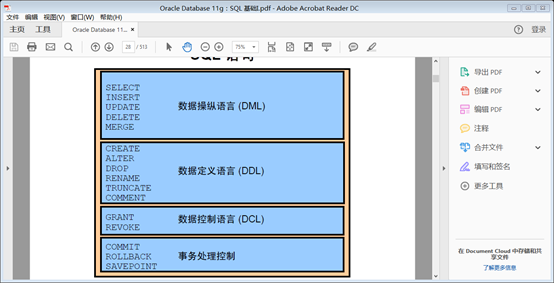 Oracle Database 11g：SQL 基础.pdf - Adobe Acrobat Reader DC
文件 编辑 视图(V) 窗口(W) 帮助(H)
主页 工具 Oracle Database 11g... × ? 登录
28 / 513 75%
SQL 语句
SELECT
INSERT
UPDATE
DELETE
MERGE
数据操纵语言 (DML)
CREATE
ALTER
DROP
RENAME
TRUNCATE
COMMENT
数据定义语言 (DDL)
GRANT
REVOKE
数据控制语言 (DCL)
COMMIT
ROLLBACK
SAVEPOINT
事务处理控制
导出 PDF
创建 PDF
编辑 PDF
注释
合并文件
填写和签名
更多工具
在 Document Cloud 中存储和共
享文件
了解更多信息